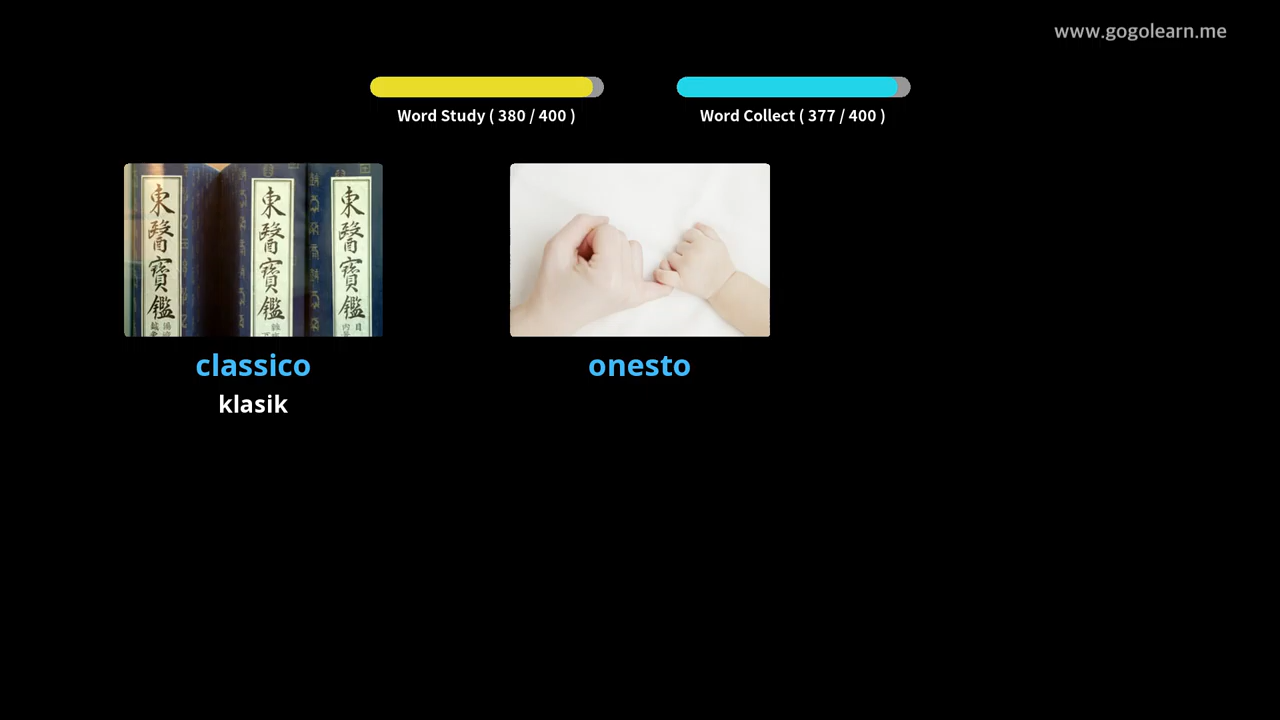 www.gogolearn.me
Word Study ( 380 / 400 )
Word Collect ( 377 / 400 )
東醫寶鑑
東醫寶鑑
東醫寶鑑
classico
onesto
klasik